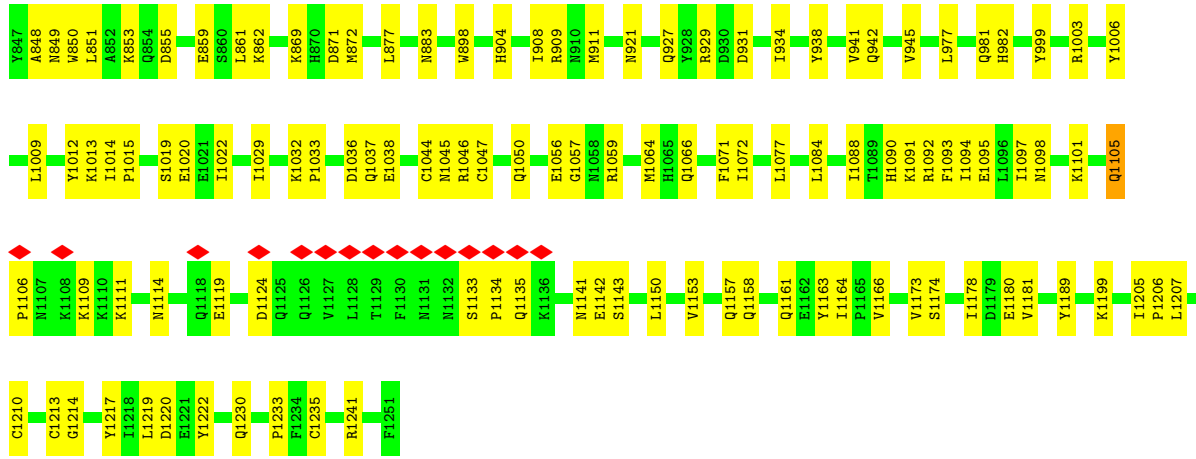 Y847 A848 N849 W850 L851 A852 K853 Q854 D855 E859 S860 L861 K862 K869 H870 D871 M872 L877 N883 W898 H904 I908 R909 N910 M911 N921 Q927 Y928 R929 D930 D931 I934 Y938 V941 Q942 V945 L977 Q981 H982 Y999 R1003 Y1006
L1009 Y1012 K1013 I1014 P1015 S1019 E1020 E1021 I1022 I1029 K1032 P1033 D1036 Q1037 E1038 C1044 N1045 R1046 C1047 Q1050 E1056 G1057 N1058 R1059 M1064 H1065 Q1066 F1071 I1072 L1077 L1084 I1088 T1089 H1090 K1091 R1092 F1093 I1094 E1095 L1096 I1097 N1098 K1101 Q1105
P1106 N1107 K1108 K1109 K1110 K1111 N1114 Q1118 E1119 D1124 Q1125 Q1126 V1127 L1128 T1129 F1130 N1131 N1132 S1133 P1134 Q1135 K1136 N1141 E1142 S1143 L1150 V1153 Q1157 Q1158 Q1161 E1162 Y1163 I1164 P1165 V1166 V1173 S1174 I1178 D1179 E1180 V1181 Y1189 K1199 I1205 P1206 L1207
C1210 C1213 G1214 Y1217 I1218 L1219 D1220 E1221 Y1222 Q1230 P1233 F1234 C1235 R1241 F1251